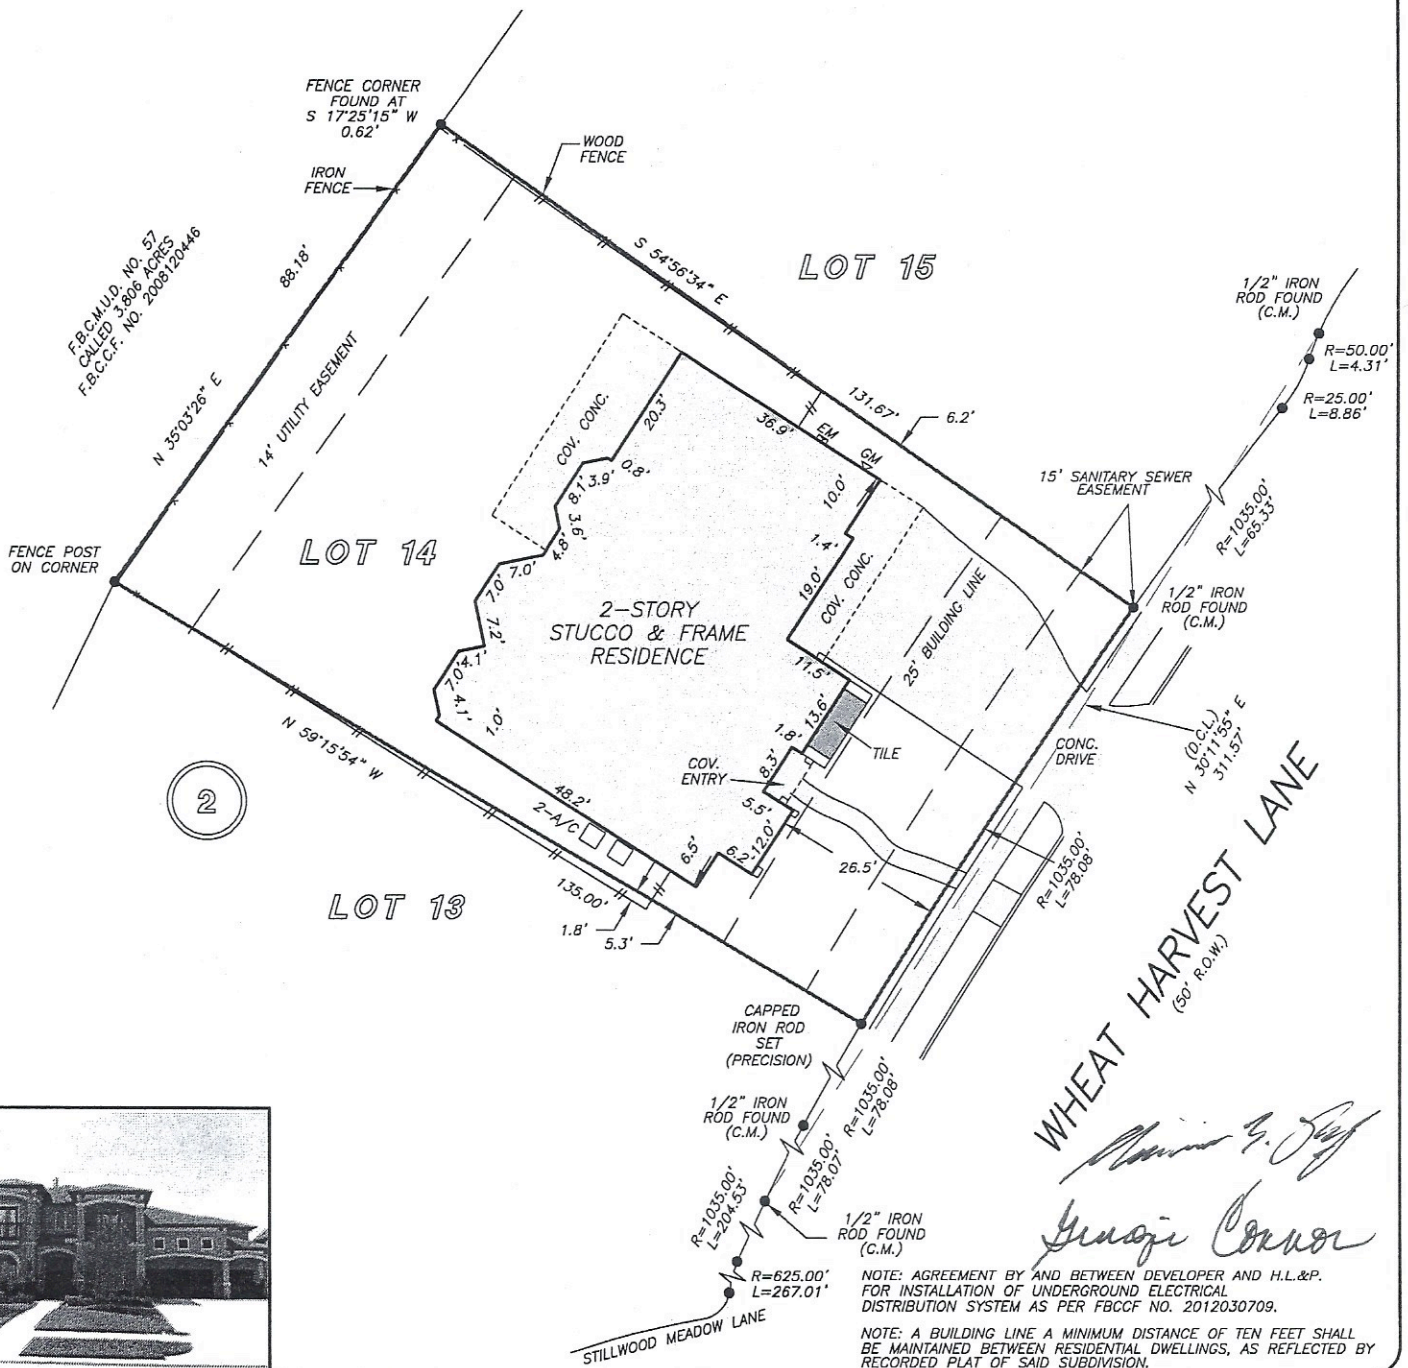 FENCE CORNER
FOUND AT
S 17°25'15" W
0.62'
WOOD
FENCE
IRON
FENCE
F.B.C.M.U.D. NO. 57
CALLED 3.806 ACRES
F.B.C.C.F. NO. 2008120446
88.18'
N 35°03'26" E
14' UTILITY EASEMENT
S 54°56'34" E
131.67'
LOT 15
1/2" IRON
ROD FOUND
(C.M.)
R=50.00'
L=4.31'
R=25.00'
L=8.86'
6.2'
15' SANITARY SEWER
EASEMENT
R=1035.00'
L=65.33'
1/2" IRON
ROD FOUND
(C.M.)
COV. CONC.
20.3'
36.9'
EM
GM
0.8'
3.9'
8.1'
3.6'
4.8'
7.0'
7.0'
7.2'
4.1'
7.0'
4.1'
1.0'
10.0'
1.4'
19.0'
COV. CONC.
25' BUILDING LINE
FENCE POST
ON CORNER
LOT 14
2-STORY
STUCCO & FRAME
RESIDENCE
11.5'
13.6'
1.8'
TILE
COV.
ENTRY
8.3'
5.5'
12.0'
6.2'
6.5'
48.2'
2-A/C
N 59°15'54" W
135.00'
1.8'
5.3'
26.5'
CONC.
DRIVE
(D.C.L.)
N 30°11'55" E
311.57'
R=1035.00'
L=78.08'
2
LOT 13
WHEAT HARVEST LANE
(50' R.O.W.)
CAPPED
IRON ROD
SET
(PRECISION)
R=1035.00'
L=78.08'
1/2" IRON
ROD FOUND
(C.M.)
R=1035.00'
L=78.07'
R=1035.00'
L=204.53'
1/2" IRON
ROD FOUND
(C.M.)
R=625.00'
L=267.01'
STILLWOOD MEADOW LANE
Connor
NOTE: AGREEMENT BY AND BETWEEN DEVELOPER AND H.L.&P.
FOR INSTALLATION OF UNDERGROUND ELECTRICAL
DISTRIBUTION SYSTEM AS PER FBCCF NO. 2012030709.
NOTE: A BUILDING LINE A MINIMUM DISTANCE OF TEN FEET SHALL
BE MAINTAINED BETWEEN RESIDENTIAL DWELLINGS, AS REFLECTED BY
RECORDED PLAT OF SAID SUBDIVISION.